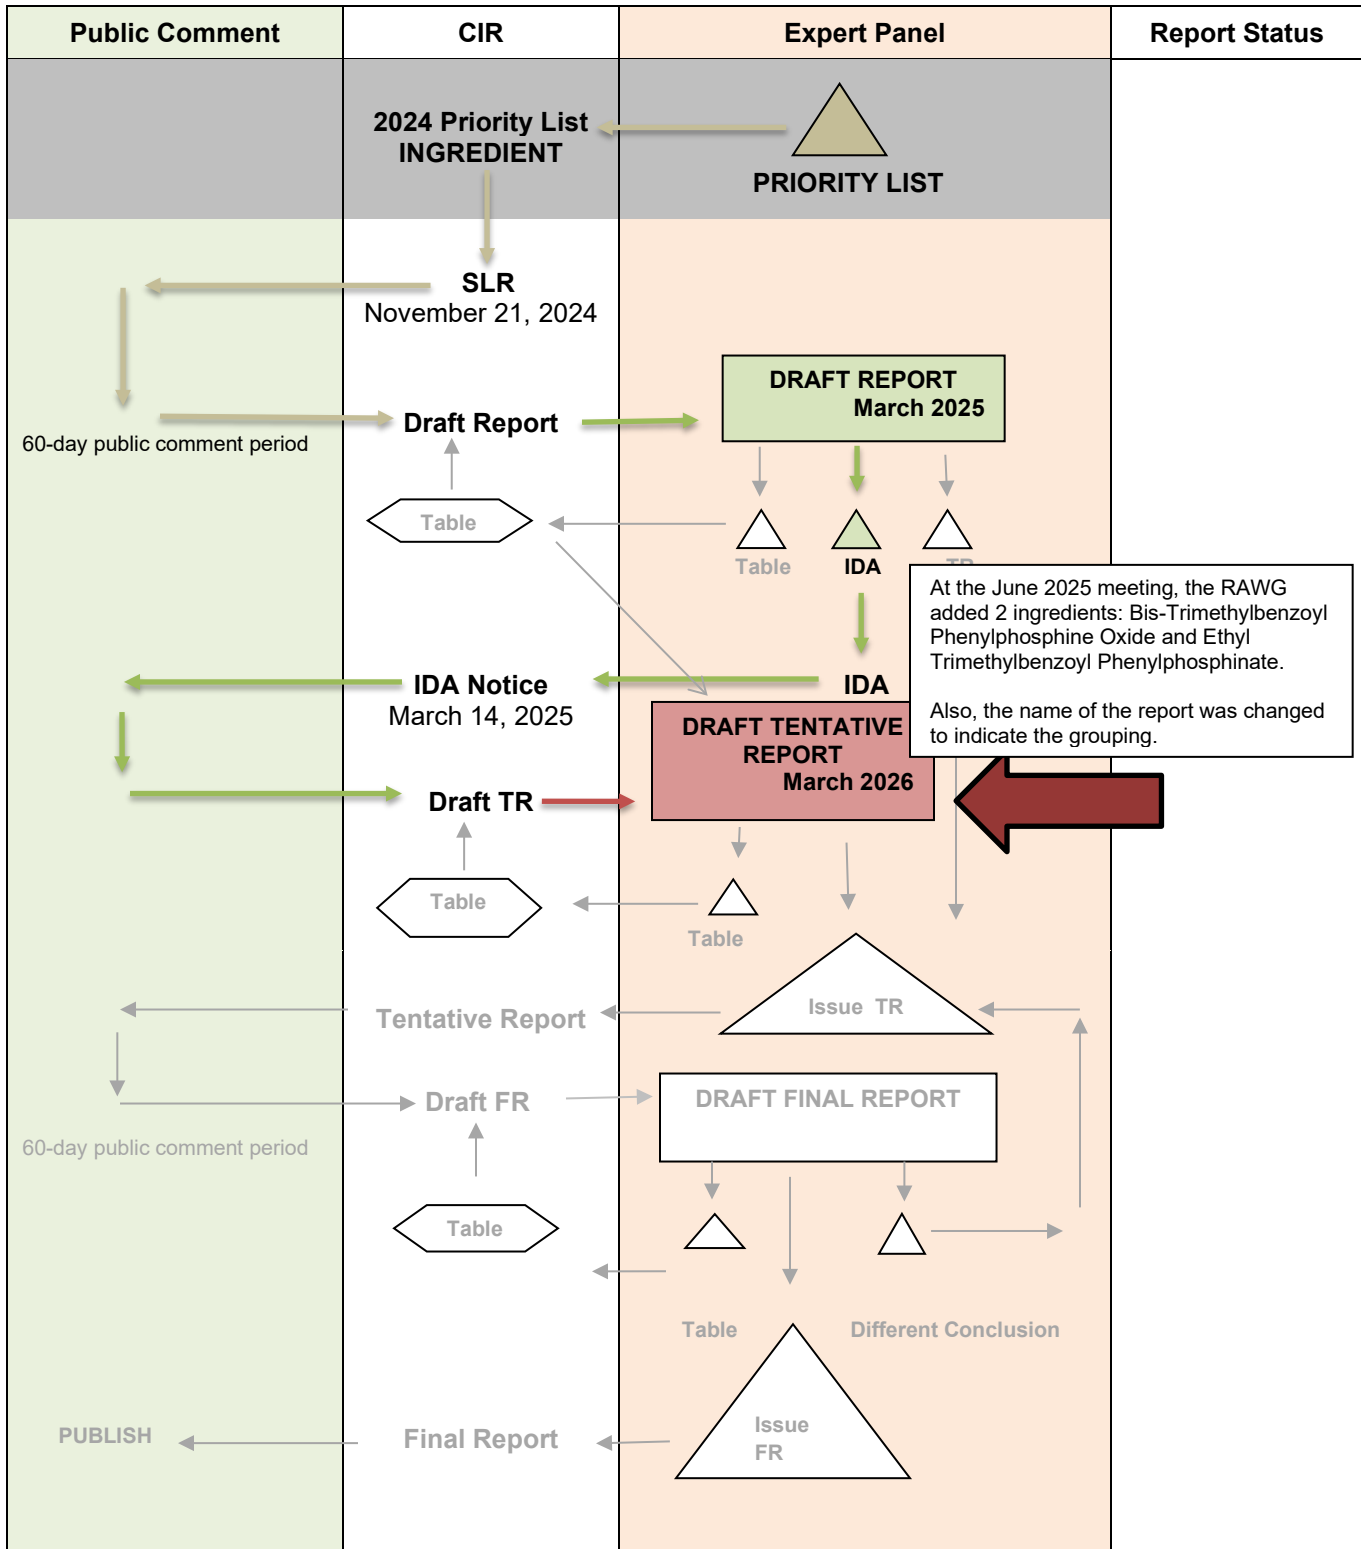 Public Comment
CIR
Expert Panel
Report Status
2024 Priority List
INGREDIENT
PRIORITY LIST
SLR
November 21, 2024
60-day public comment period
Draft Report
DRAFT REPORT
March 2025
Table
Table
IDA
TR
At the June 2025 meeting, the RAWG
added 2 ingredients: Bis-Trimethylbenzoyl
Phenylphosphine Oxide and Ethyl
Trimethylbenzoyl Phenylphosphinate.
Also, the name of the report was changed
to indicate the grouping.
IDA Notice
March 14, 2025
IDA
DRAFT TENTATIVE
REPORT
March 2026
Draft TR
Table
Table
Tentative Report
Issue TR
60-day public comment period
Draft FR
DRAFT FINAL REPORT
Table
Table
Different Conclusion
PUBLISH
Final Report
Issue
FR